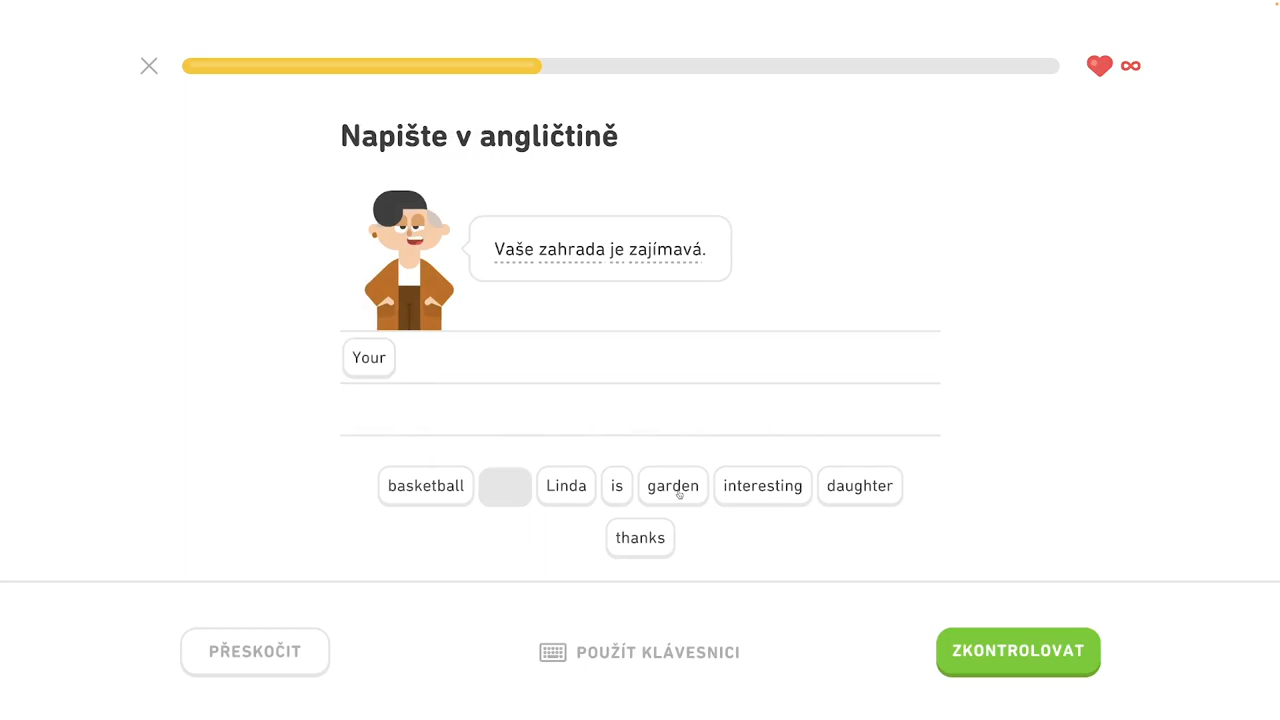 ∞
Napište v angličtině
Vaše zahrada je zajímavá.
Your
basketball Linda is garden interesting daughter
thanks
PŘESKOČIT POUŽÍT KLÁVESNICI ZKONTROLOVAT